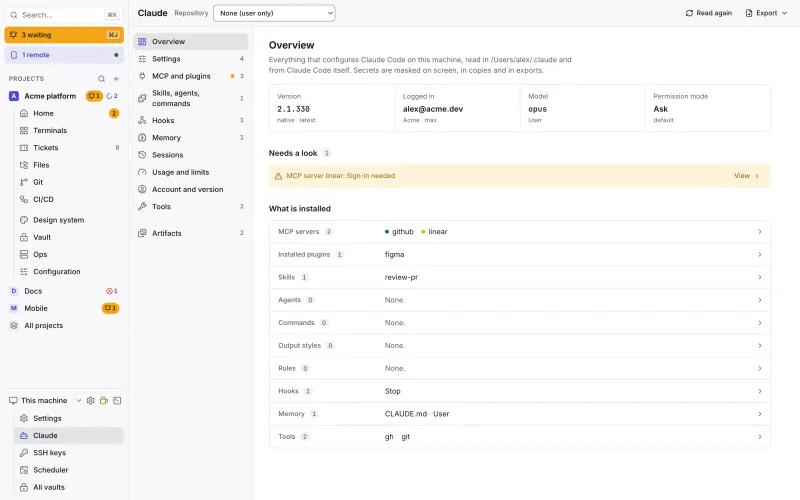 Search...
⌘K
3 waiting
⌘J
1 remote
PROJECTS
A Acme platform 1 2
Home 2
Terminals
Tickets 8
Files
Git
CI/CD
Design system
Vault
Ops
Configuration
D Docs 1
M Mobile 1
All projects
This machine
Settings
Claude
SSH keys
Scheduler
All vaults
Claude
Repository
None (user only)
Read again
Export
Overview
Settings 4
MCP and plugins 3
Skills, agents,
commands 1
Hooks 1
Memory 1
Sessions
Usage and limits
Account and version
Tools 2
Artifacts 2
Overview
Everything that configures Claude Code on this machine, read in /Users/alex/.claude and
from Claude Code itself. Secrets are masked on screen, in copies and in exports.
Version
2.1.330
native · latest
Logged in
alex@acme.dev
Acme · max
Model
opus
User
Permission mode
Ask
default
Needs a look 1
MCP server linear: Sign-in needed
View
What is installed
MCP servers 2 github linear
Installed plugins 1 figma
Skills 1 review-pr
Agents 0 None.
Commands 0 None.
Output styles 0 None.
Rules 0 None.
Hooks 1 Stop
Memory 1 CLAUDE.md · User
Tools 2 gh git